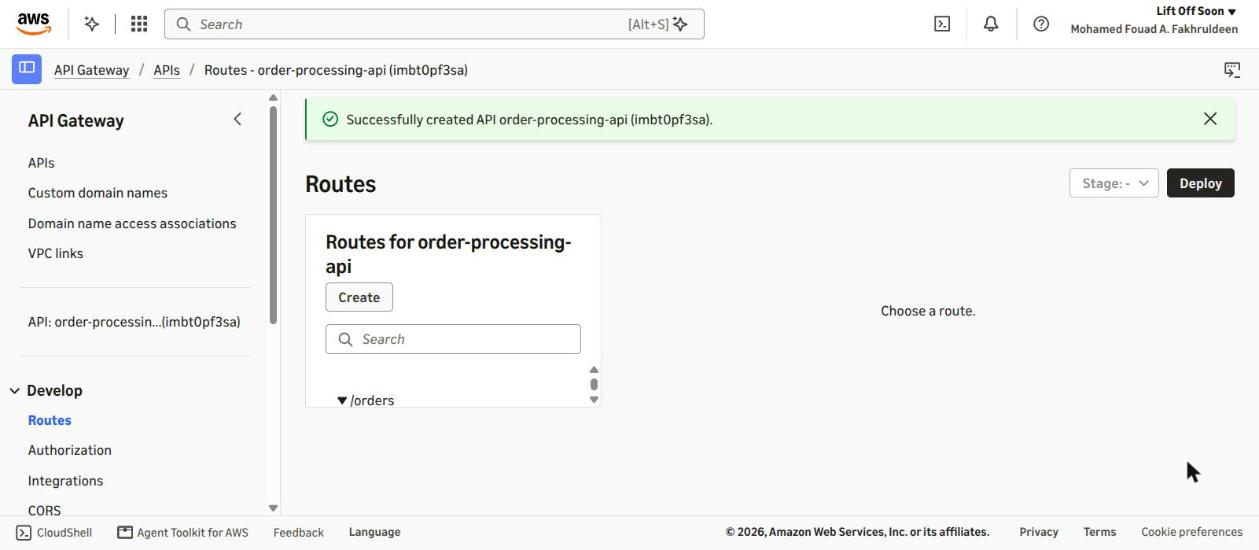 aws
Search
[Alt+S]
Lift Off Soon
Mohamed Fouad A. Fakhruldeen
API Gateway / APIs / Routes - order-processing-api (imbt0pf3sa)
API Gateway
APIs
Custom domain names
Domain name access associations
VPC links
API: order-processin...(imbt0pf3sa)
Develop
Routes
Authorization
Integrations
CORS
Successfully created API order-processing-api (imbt0pf3sa).
Routes
Stage: -
Deploy
Routes for order-processing-
api
Create
Search
/orders
Choose a route.
CloudShell
Agent Toolkit for AWS
Feedback
Language
© 2026, Amazon Web Services, Inc. or its affiliates.
Privacy
Terms
Cookie preferences